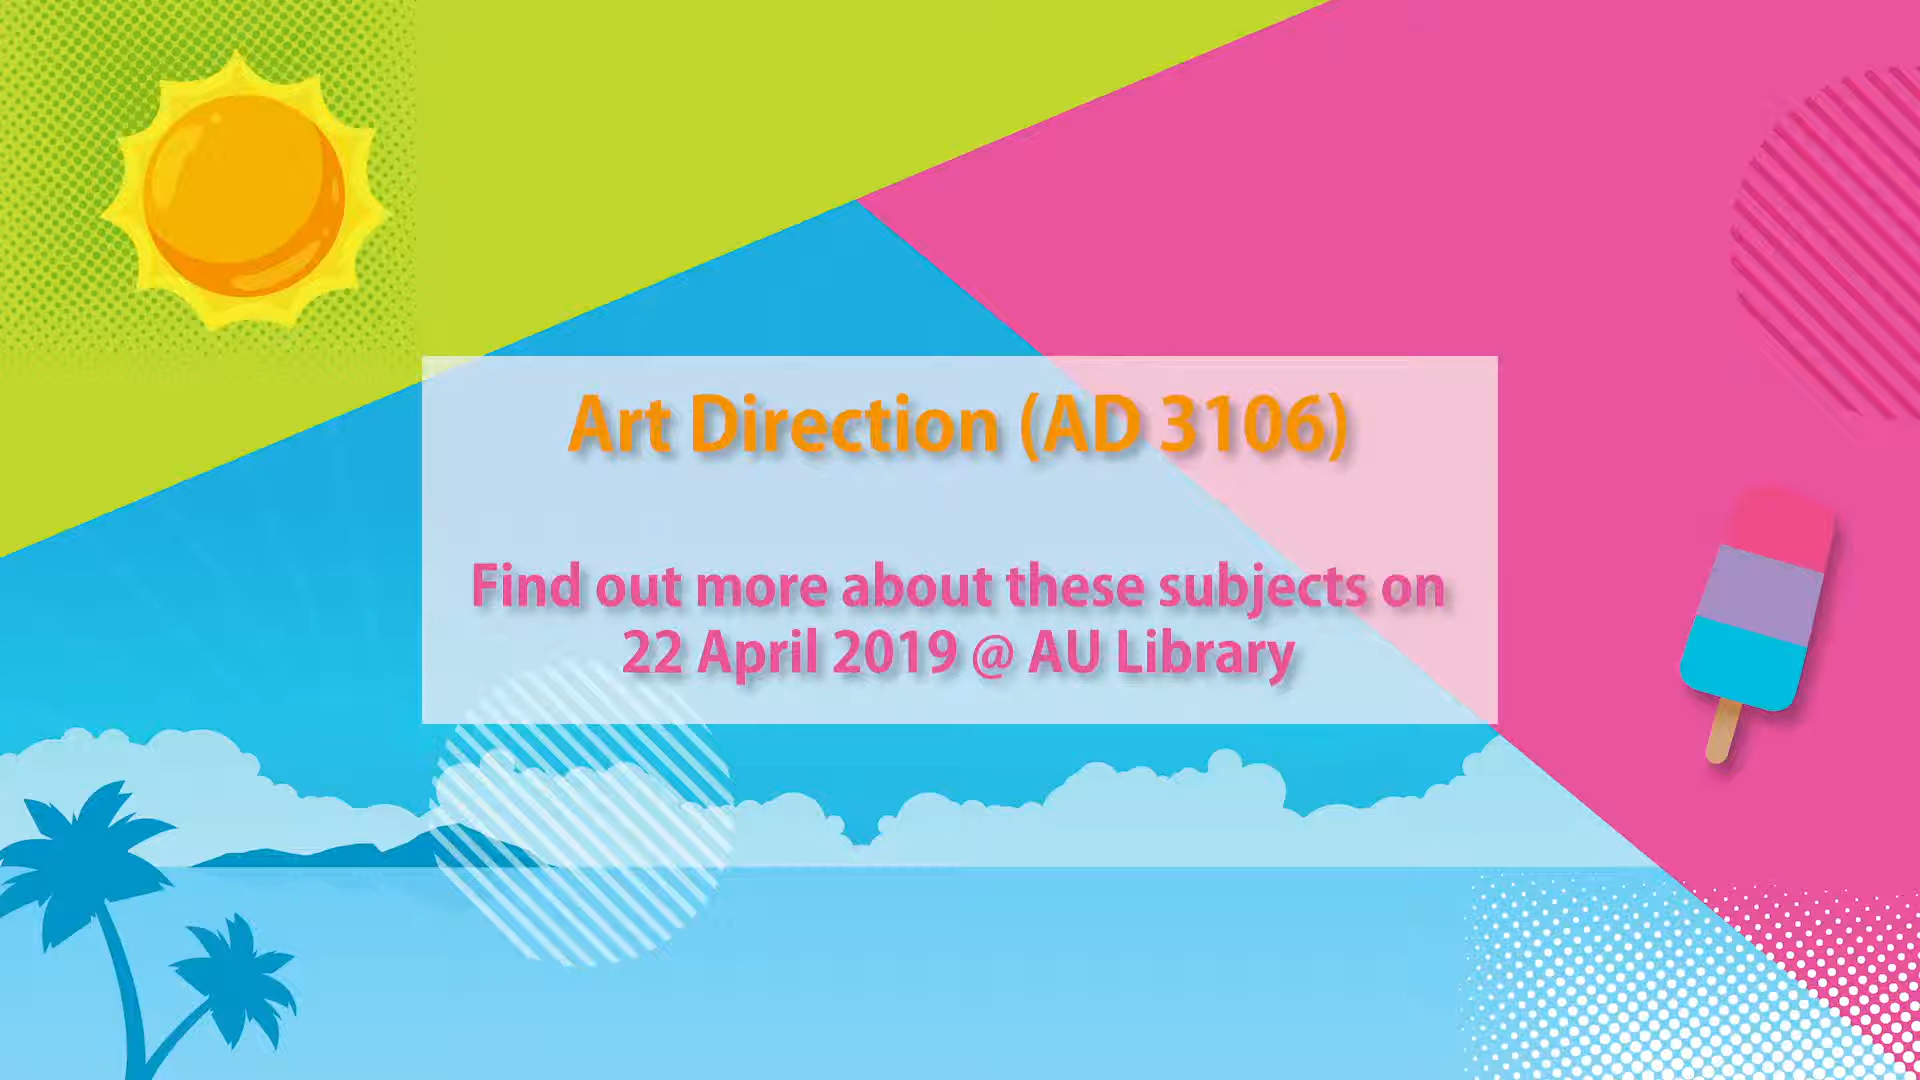 Art Direction (AD 3106)
Find out more about these subjects on
22 April 2019 @ AU Library